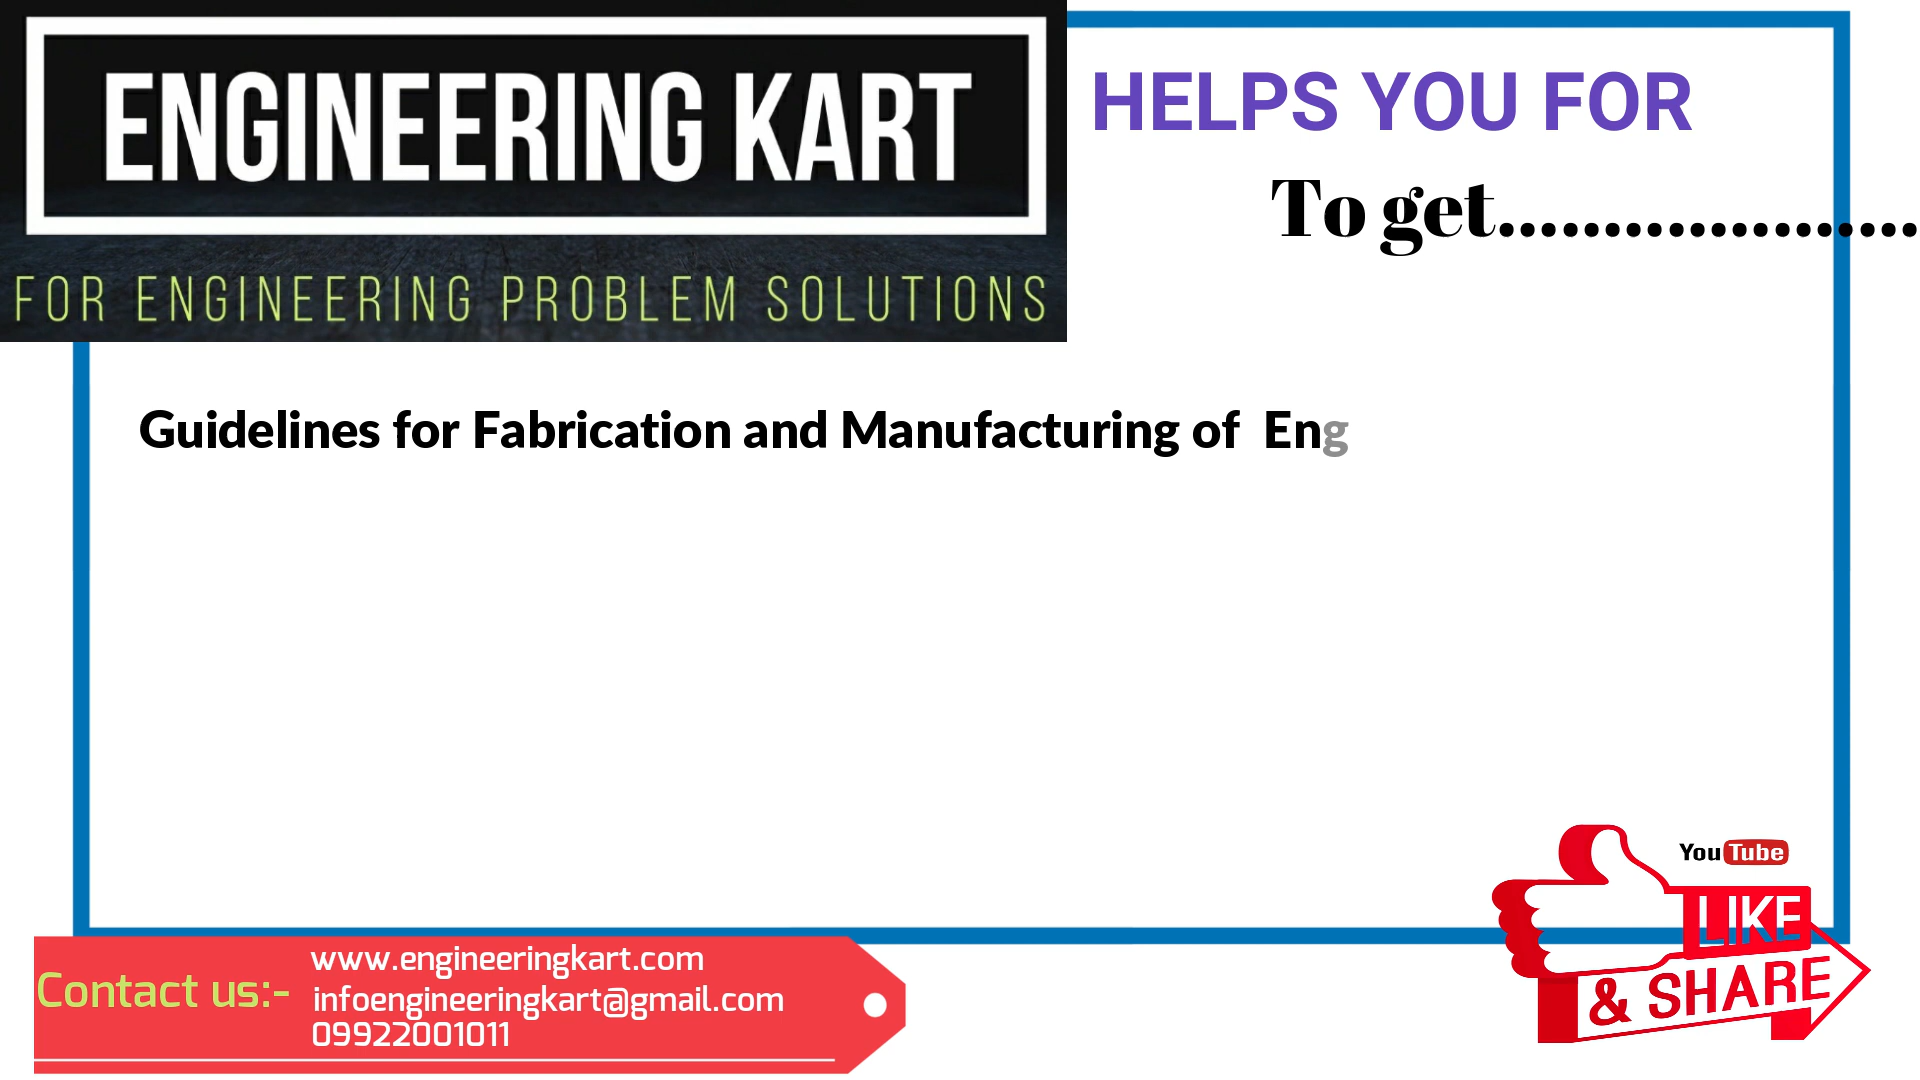 ENGINEERING KART
FOR ENGINEERING PROBLEM SOLUTIONS
HELPS YOU FOR
To get....................
Guidelines for Fabrication and Manufacturing of  Eng
YouTube
LIKE
& SHARE
Contact us:-
www.engineeringkart.com
infoengineeringkart@gmail.com
09922001011